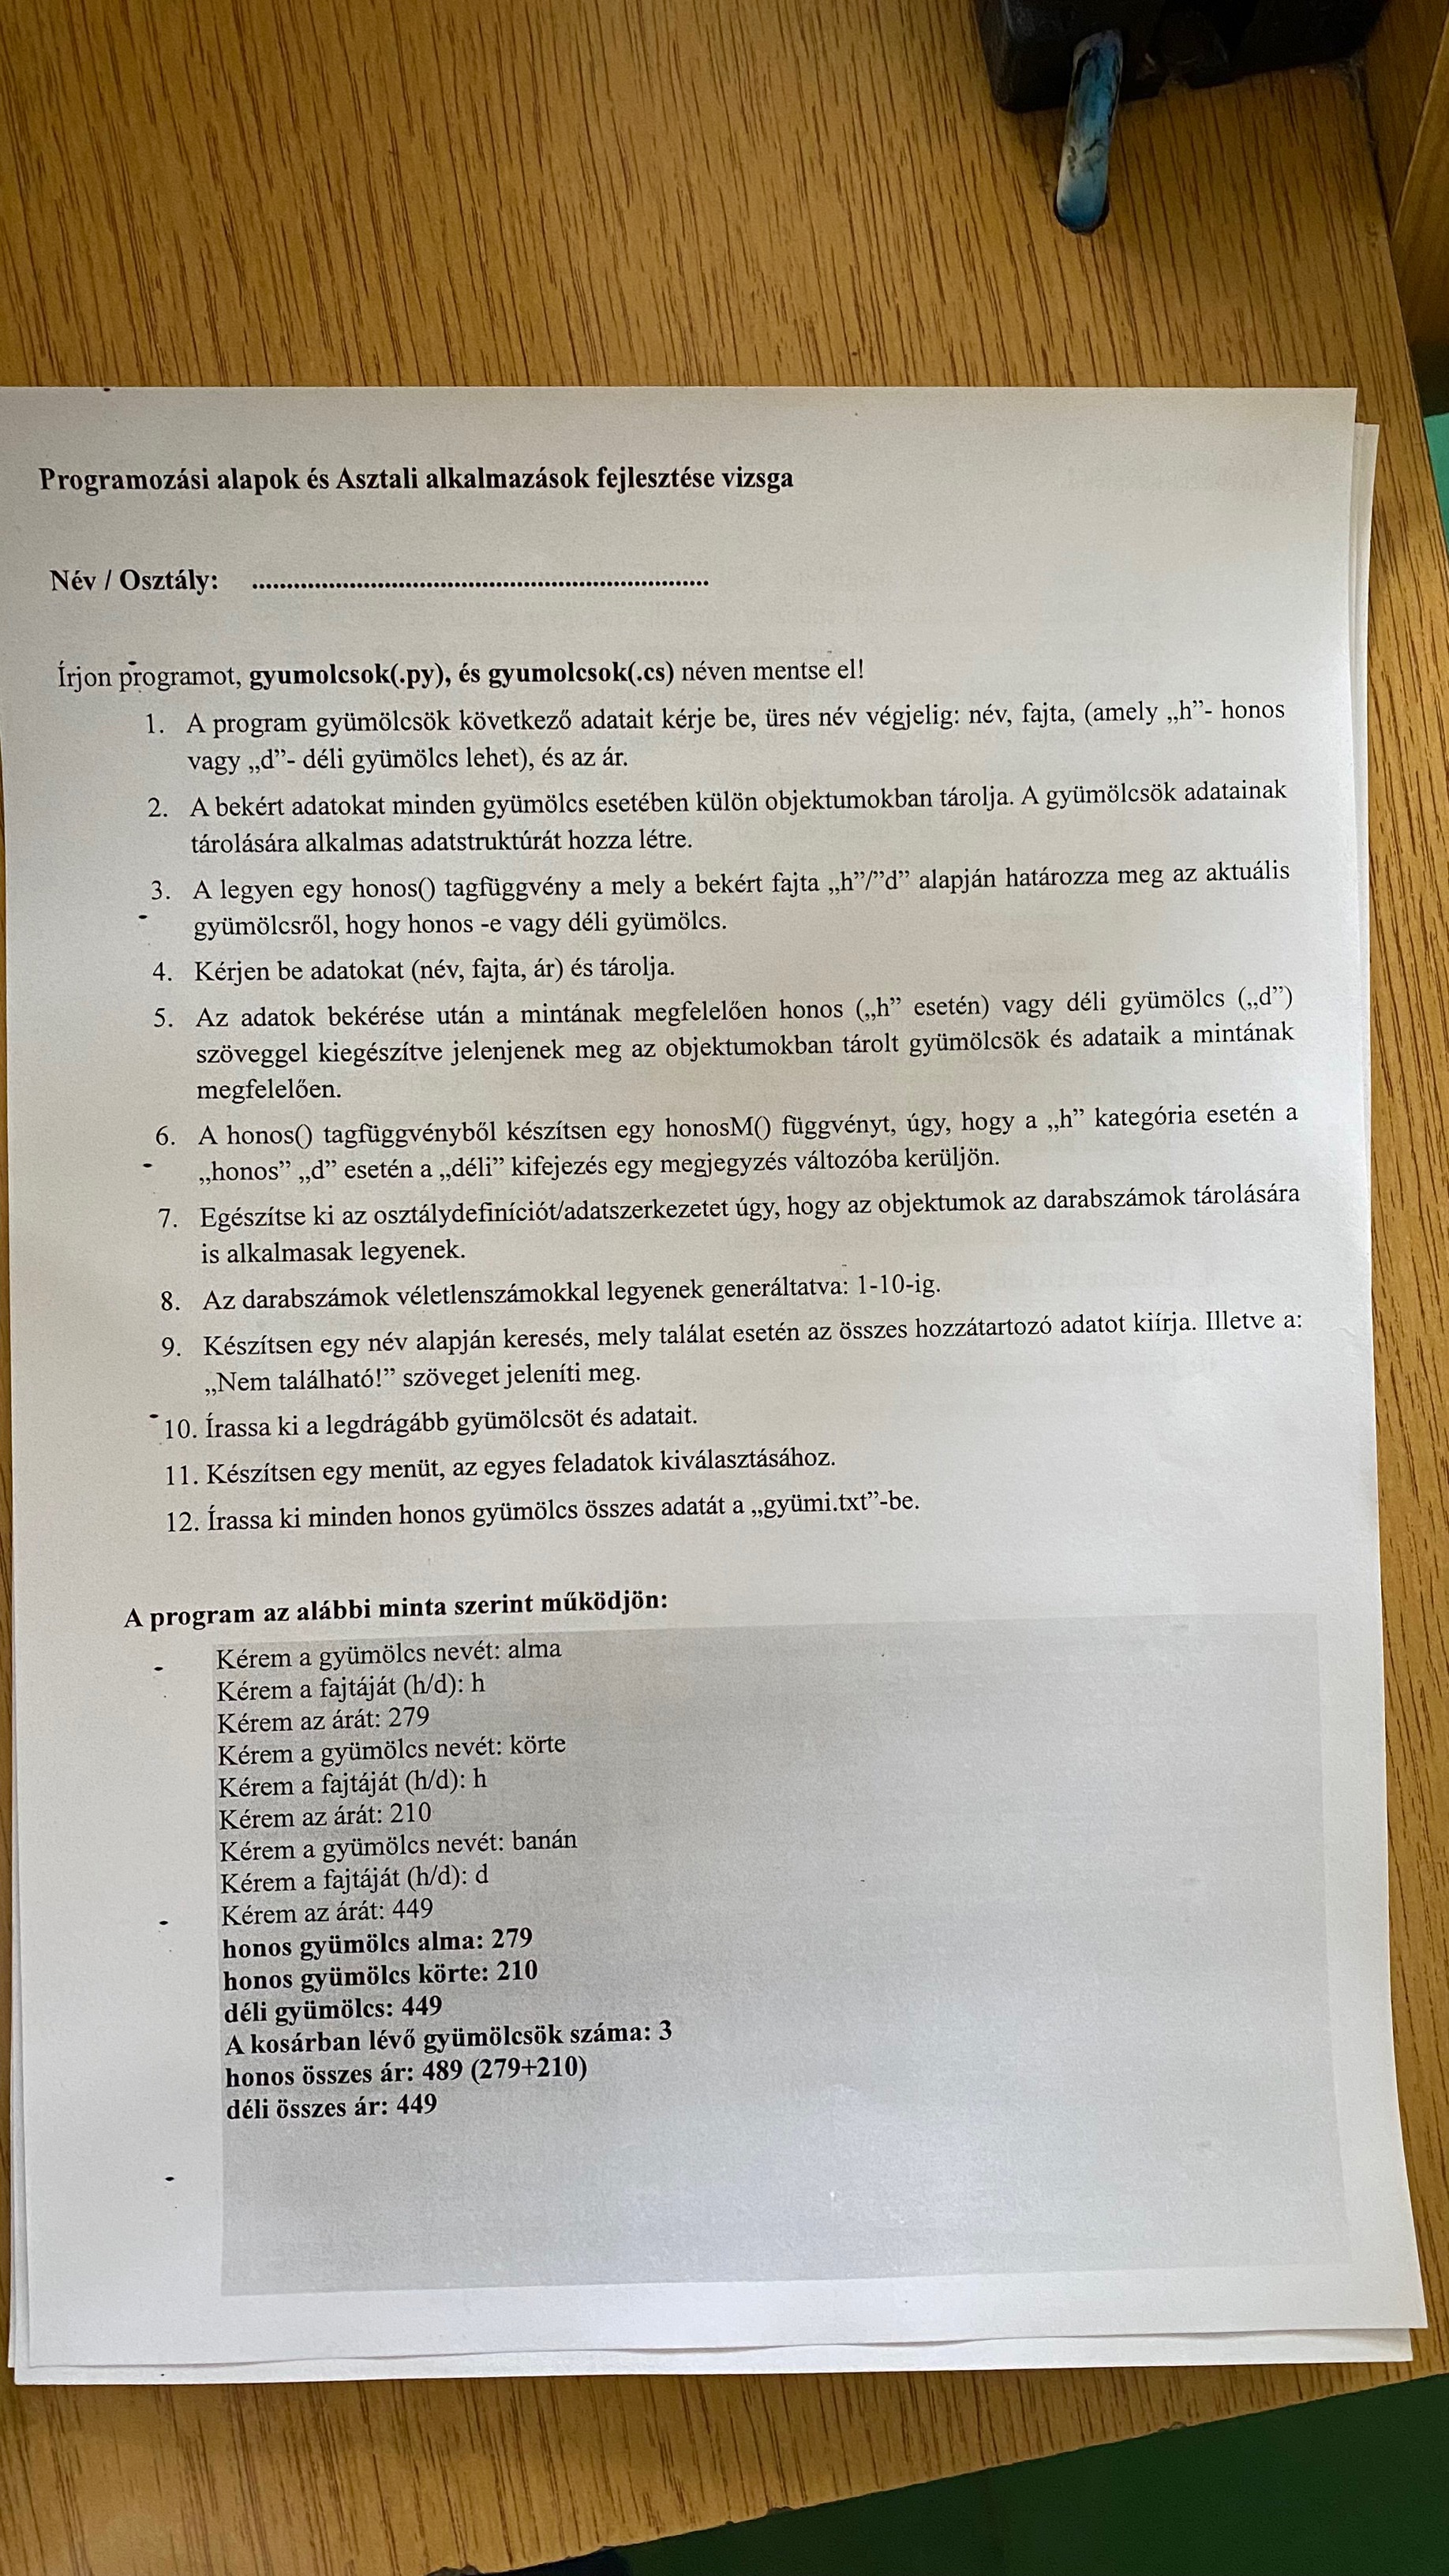 Programozási alapok és Asztali alkalmazások fejlesztése vizsga
Név / Osztály: ..................................................................
Írjon programot, gyumolcsok(.py), és gyumolcsok(.cs) néven mentse el!
1. A program gyümölcsök következő adatait kérje be, üres név végjelig: név, fajta, (amely „h”- honos
vagy „d”- déli gyümölcs lehet), és az ár.
2. A bekért adatokat minden gyümölcs esetében külön objektumokban tárolja. A gyümölcsök adatainak
tárolására alkalmas adatstruktúrát hozza létre.
3. A legyen egy honos() tagfüggvény a mely a bekért fajta „h”/”d” alapján határozza meg az aktuális
gyümölcsről, hogy honos -e vagy déli gyümölcs.
4. Kérjen be adatokat (név, fajta, ár) és tárolja.
5. Az adatok bekérése után a mintának megfelelően honos („h” esetén) vagy déli gyümölcs („d”)
szöveggel kiegészítve jelenjenek meg az objektumokban tárolt gyümölcsök és adataik a mintának
megfelelően.
6. A honos() tagfüggvényből készítsen egy honosM() függvényt, úgy, hogy a „h” kategória esetén a
„honos” „d” esetén a „déli” kifejezés egy megjegyzés változóba kerüljön.
7. Egészítse ki az osztálydefiníciót/adatszerkezetet úgy, hogy az objektumok az darabszámok tárolására
is alkalmasak legyenek.
8. Az darabszámok véletlenszámokkal legyenek generáltatva: 1-10-ig.
9. Készítsen egy név alapján keresés, mely találat esetén az összes hozzátartozó adatot kiírja. Illetve a:
„Nem található!” szöveget jeleníti meg.
10. Írassa ki a legdrágább gyümölcsöt és adatait.
11. Készítsen egy menüt, az egyes feladatok kiválasztásához.
12. Írassa ki minden honos gyümölcs összes adatát a „gyümi.txt”-be.
A program az alábbi minta szerint működjön:
Kérem a gyümölcs nevét: alma
Kérem a fajtáját (h/d): h
Kérem az árát: 279
Kérem a gyümölcs nevét: körte
Kérem a fajtáját (h/d): h
Kérem az árát: 210
Kérem a gyümölcs nevét: banán
Kérem a fajtáját (h/d): d
Kérem az árát: 449
honos gyümölcs alma: 279
honos gyümölcs körte: 210
déli gyümölcs: 449
A kosárban lévő gyümölcsök száma: 3
honos összes ár: 489 (279+210)
déli összes ár: 449